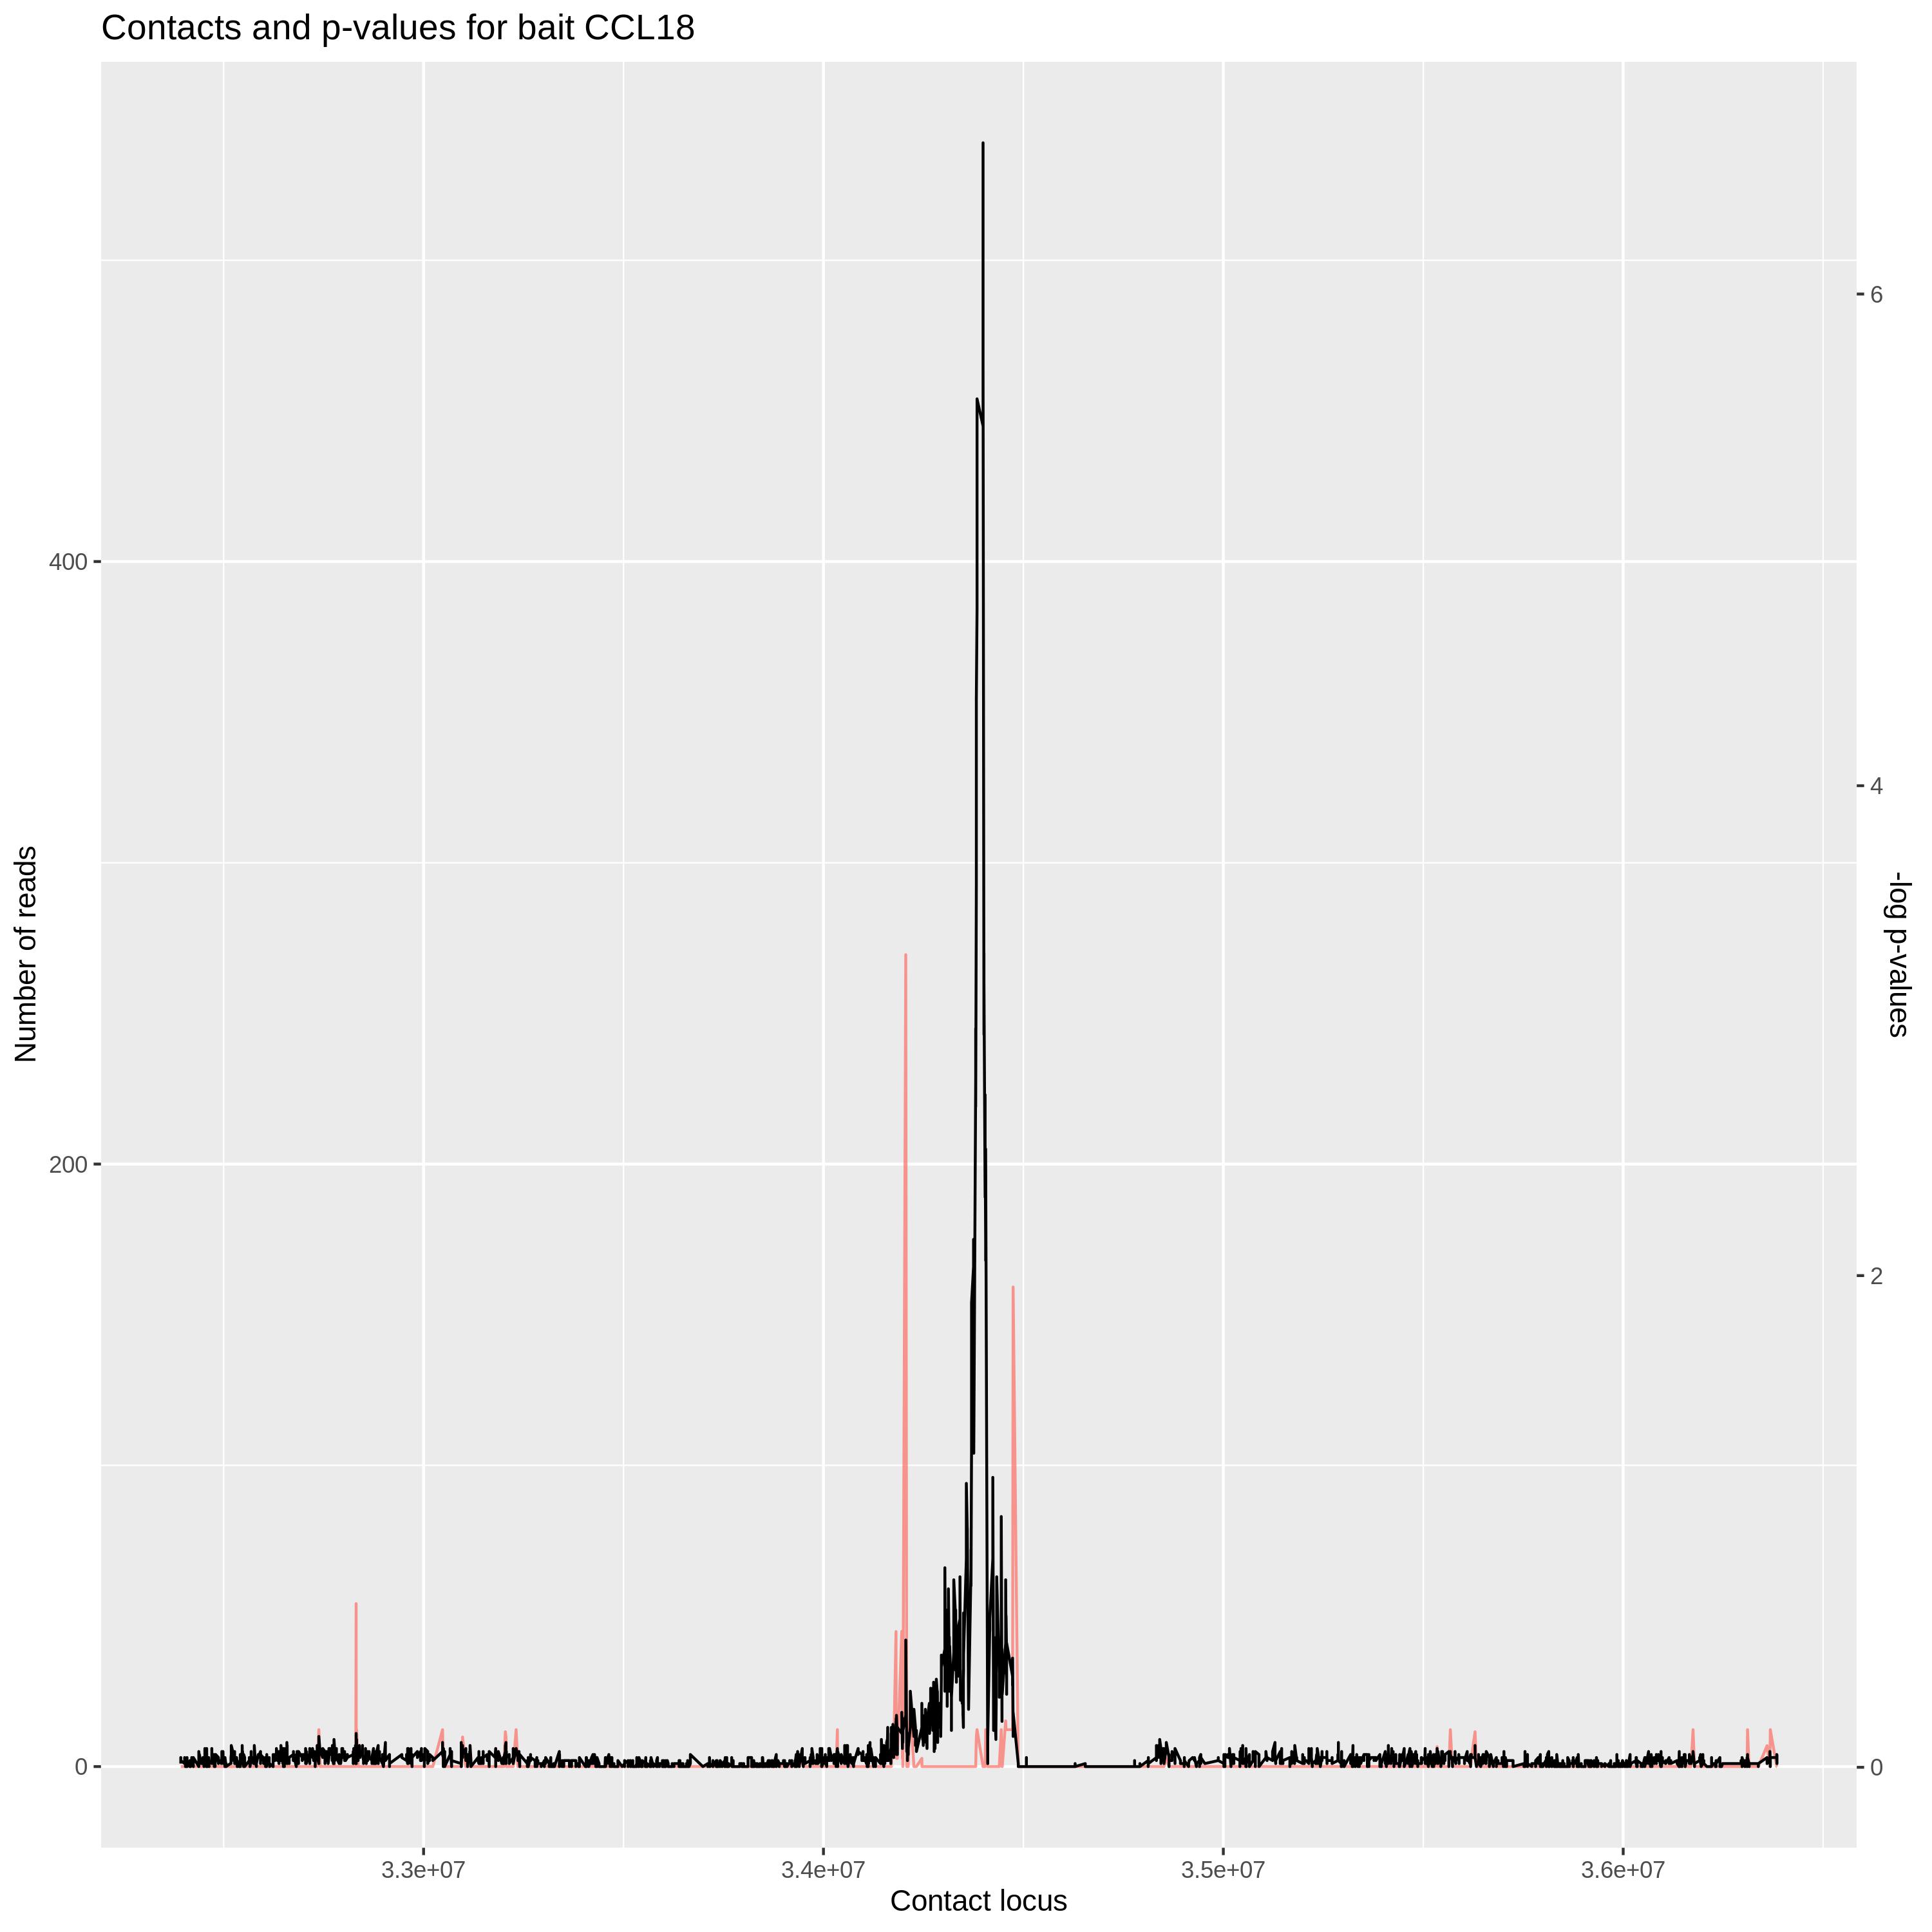 Contacts and p-values for bait CCL18
Number of reads
400
200
0
6
4
2
0
-log p-values
3.3e+07
3.4e+07
3.5e+07
3.6e+07
Contact locus